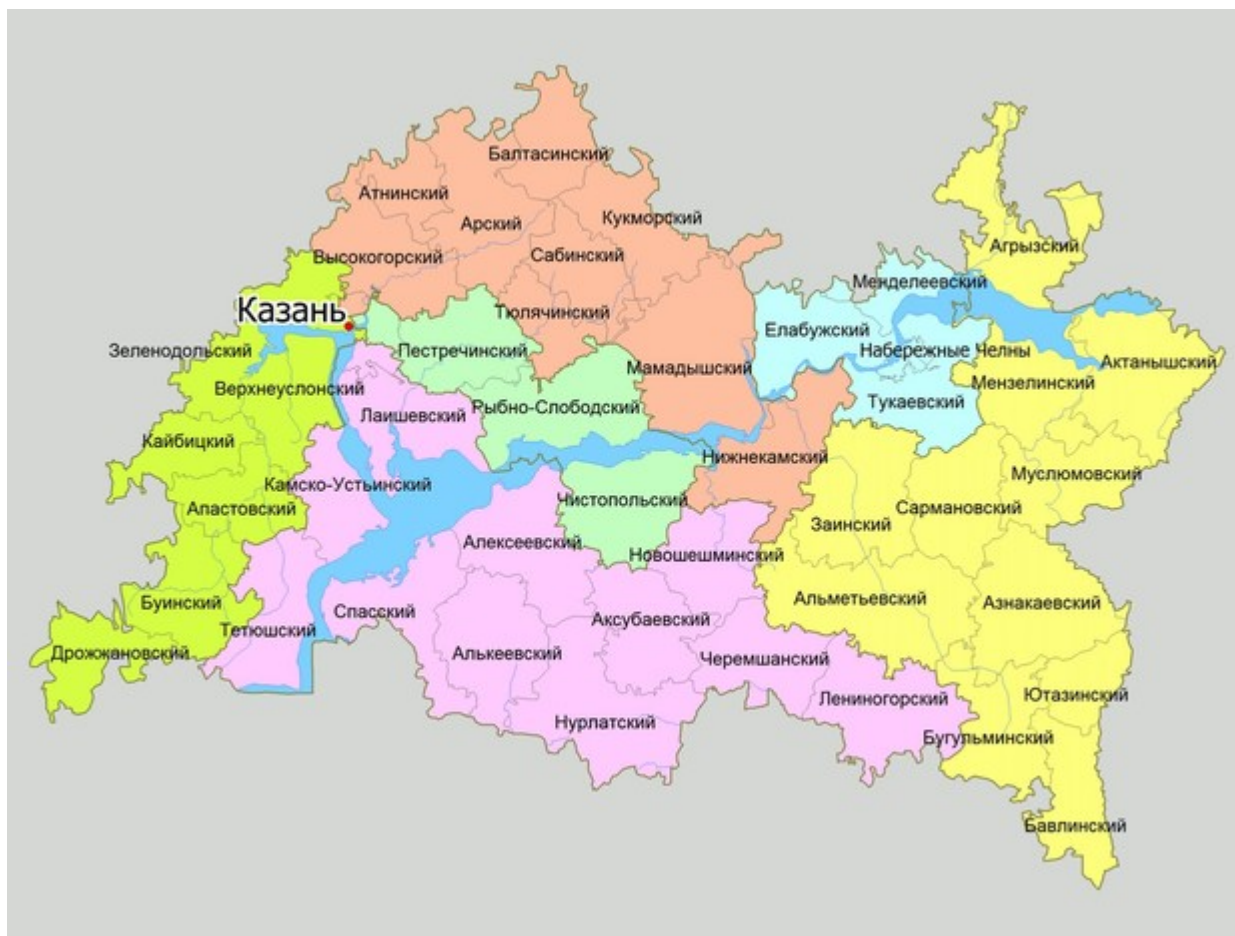 Балтасинский
Атнинский
Арский
Кукморский
Агрызский
Высокогорский
Сабинский
Менделеевский
Казань
Тюлячинский
Елабужский
Зеленодольский
Пестречинский
Набережные Челны
Актанышский
Мамадышский
Верхнеуслонский
Мензелинский
Лаишевский
Рыбно-Слободский
Тукаевский
Кайбицкий
Нижнекамский
Муслюмовский
Камско-Устьинский
Чистопольский
Апастовский
Сармановский
Заинский
Алексеевский
Новошешминский
Буинский
Альметьевский
Азнакаевский
Спасский
Аксубаевский
Тетюшский
Дрожжановский
Алькеевский
Черемшанский
Ютазинский
Лениногорский
Нурлатский
Бугульминский
Бавлинский